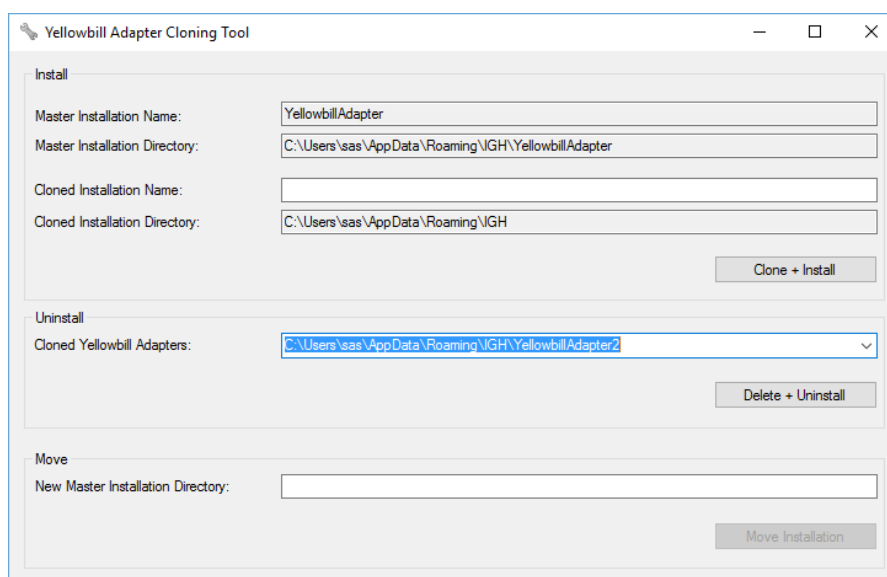 Yellowbill Adapter Cloning Tool
Install
Master Installation Name: YellowbillAdapter
Master Installation Directory: C:\Users\sas\AppData\Roaming\IGH\YellowbillAdapter
Cloned Installation Name:
Cloned Installation Directory: C:\Users\sas\AppData\Roaming\IGH
Clone + Install
Uninstall
Cloned Yellowbill Adapters: C:\Users\sas\AppData\Roaming\IGH\YellowbillAdapter2
Delete + Uninstall
Move
New Master Installation Directory:
Move Installation